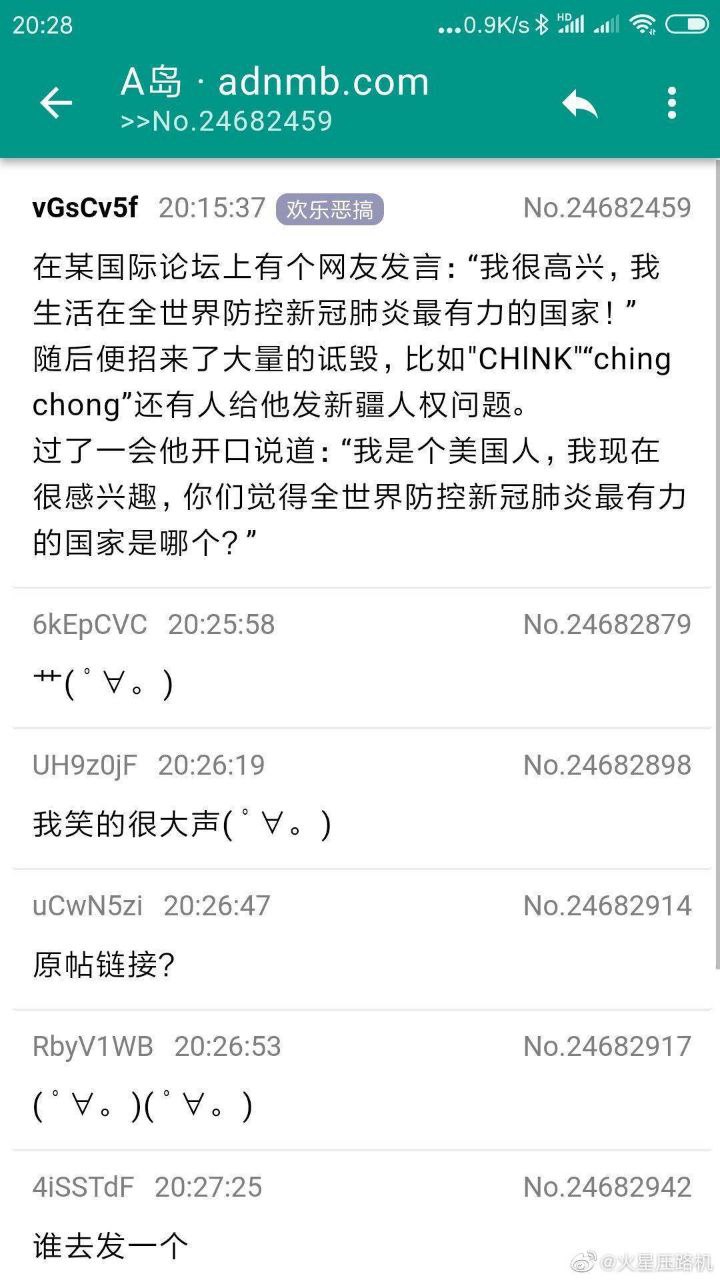 20:28
...0.9K/s HD
A岛 · adnmb.com
>>No.24682459
vGsCv5f 20:15:37 欢乐恶搞 No.24682459
在某国际论坛上有个网友发言：“我很高兴，我
生活在全世界防控新冠肺炎最有力的国家！”
随后便招来了大量的诋毁，比如"CHINK"“ching
chong”还有人给他发新疆人权问题。
过了一会他开口说道：“我是个美国人，我现在
很感兴趣，你们觉得全世界防控新冠肺炎最有力
的国家是哪个？”
6kEpCVC 20:25:58 No.24682879
艹( ﾟ∀。)
UH9z0jF 20:26:19 No.24682898
我笑的很大声( ﾟ∀。)
uCwN5zi 20:26:47 No.24682914
原帖链接?
RbyV1WB 20:26:53 No.24682917
( ﾟ∀。)( ﾟ∀。)
4iSSTdF 20:27:25 No.24682942
谁去发一个
@火星压路机